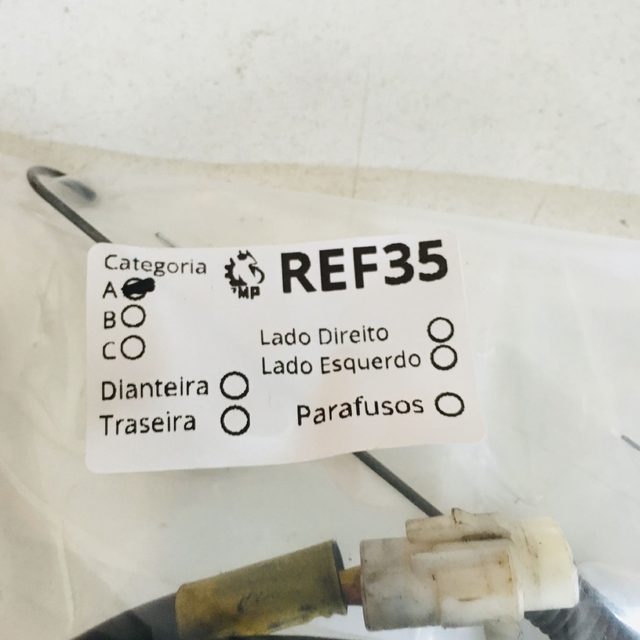 Categoria
A
B
C
MP
REF35
Lado Direito
Lado Esquerdo
Dianteira
Traseira
Parafusos